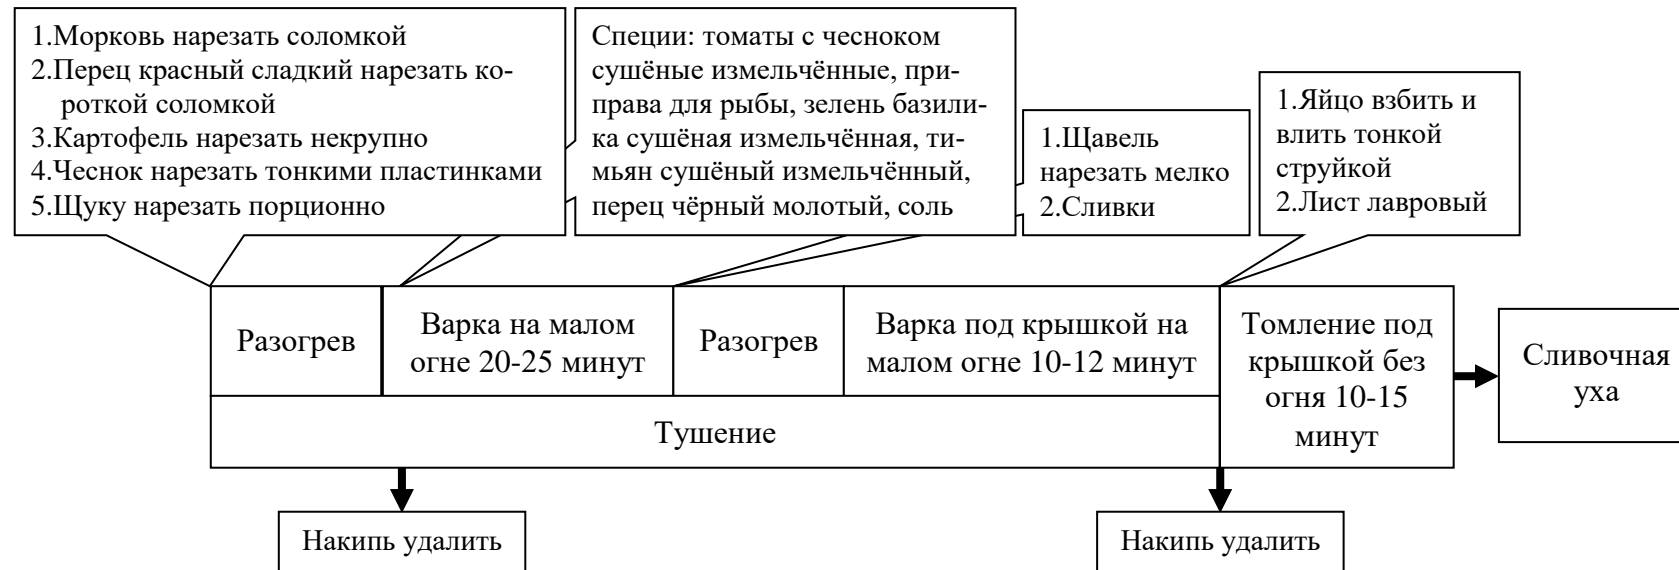 1.Морковь нарезать соломкой
2.Перец красный сладкий нарезать ко-
роткой соломкой
3.Картофель нарезать некрупно
4.Чеснок нарезать тонкими пластинками
5.Щуку нарезать порционно
Специи: томаты с чесноком
сушёные измельчённые, при-
права для рыбы, зелень базили-
ка сушёная измельчённая, ти-
мьян сушёный измельчённый,
перец чёрный молотый, соль
1.Щавель
нарезать мелко
2.Сливки
1.Яйцо взбить и
влить тонкой
струйкой
2.Лист лавровый
Разогрев
Варка на малом
огне 20-25 минут
Разогрев
Варка под крышкой на
малом огне 10-12 минут
Томление под
крышкой без
огня 10-15
минут
Сливочная
уха
Тушение
Накипь удалить
Накипь удалить